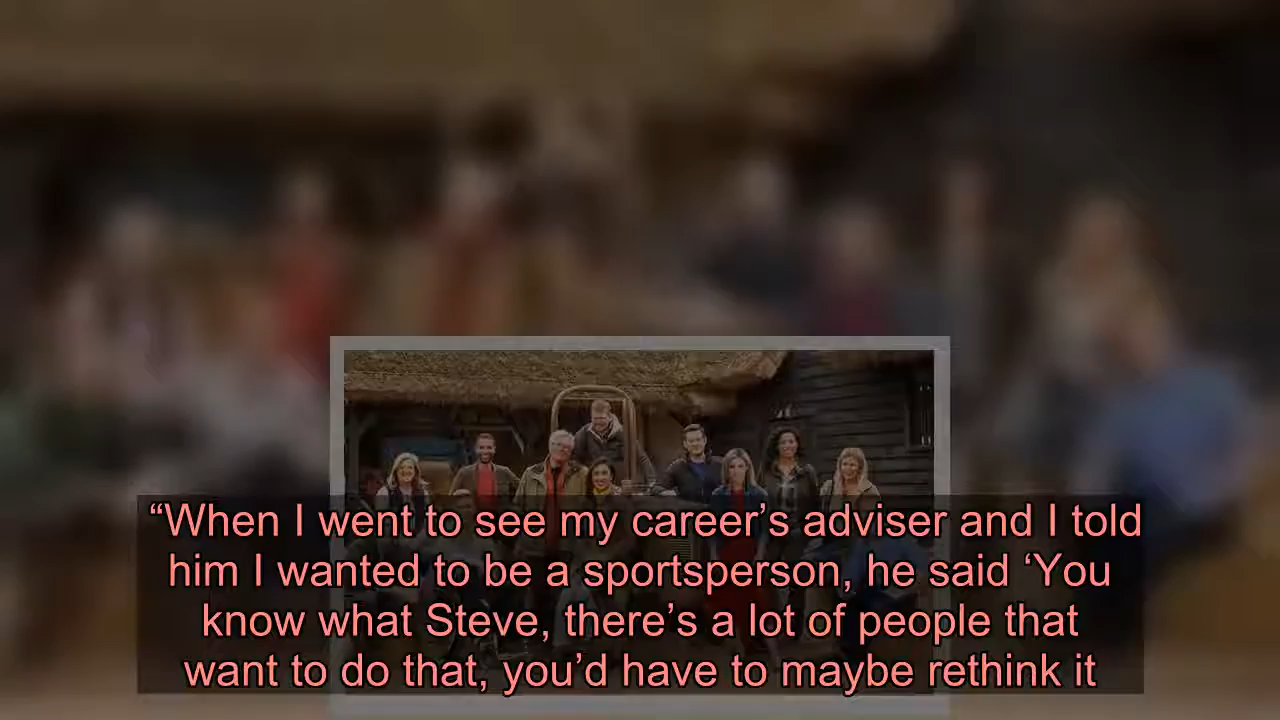 “When I went to see my career’s adviser and I told
him I wanted to be a sportsperson, he said ‘You
know what Steve, there’s a lot of people that
want to do that, you’d have to maybe rethink it